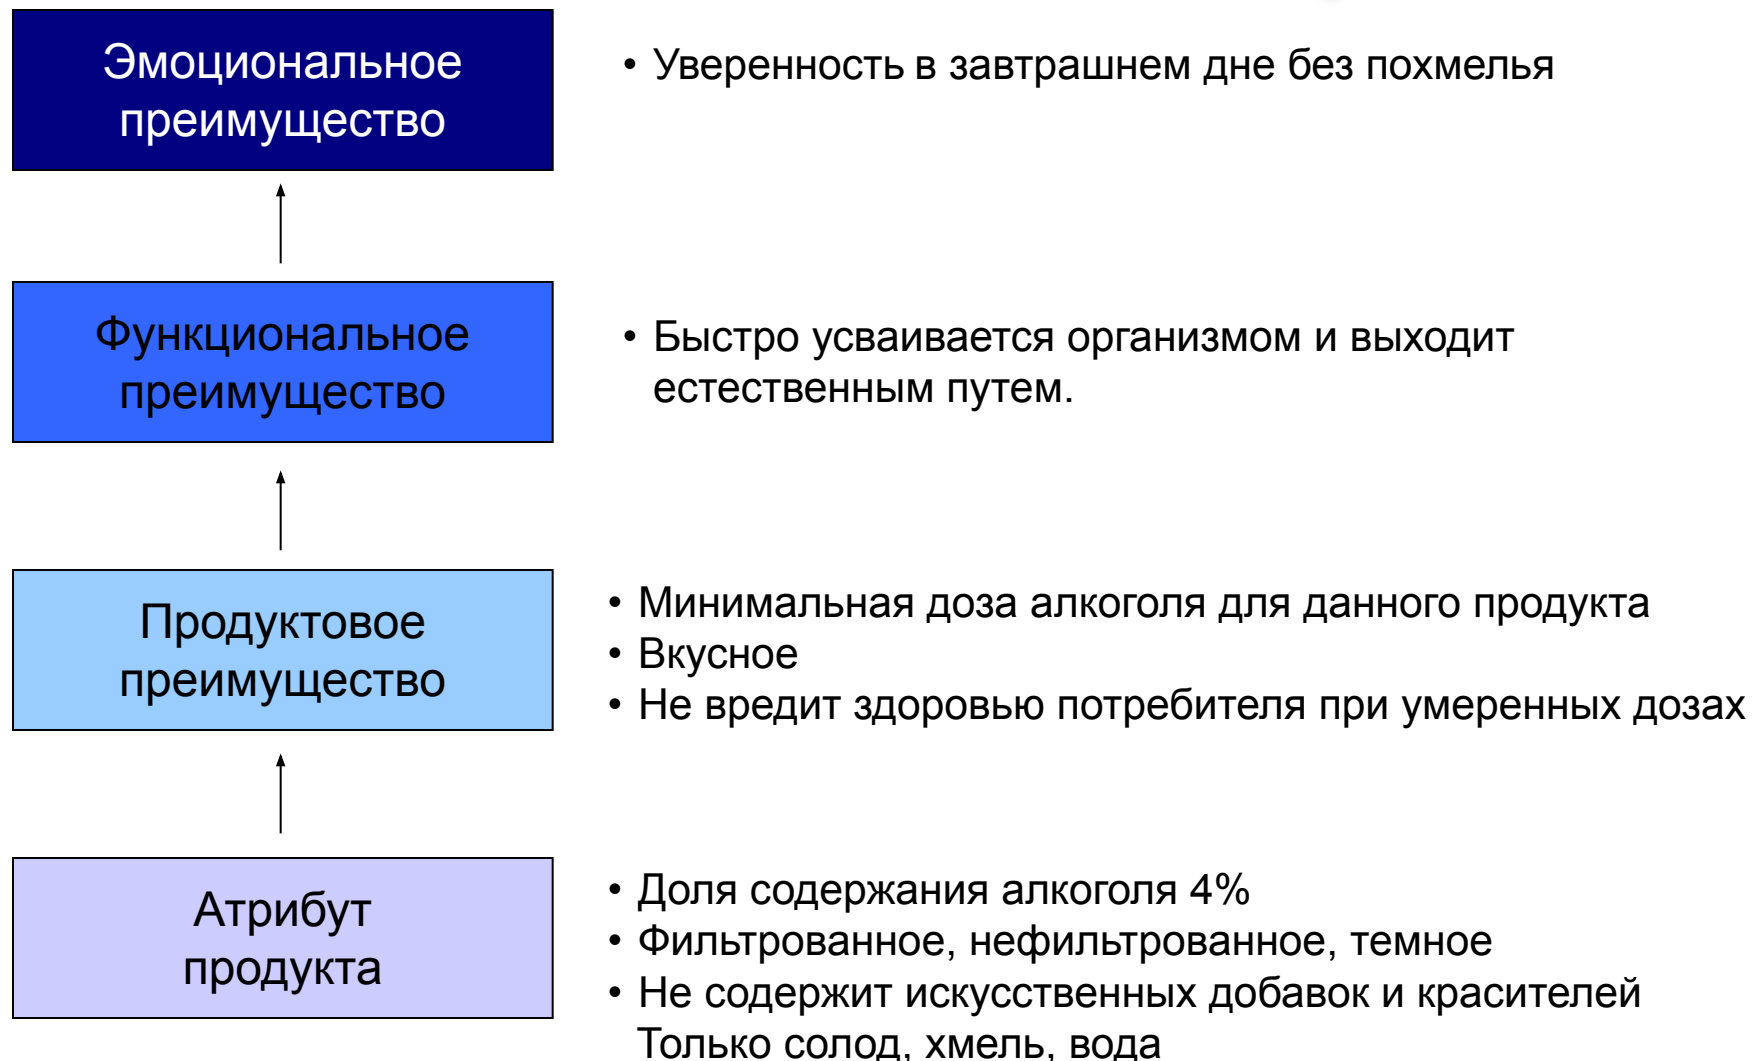 Эмоциональное
преимущество
• Уверенность в завтрашнем дне без похмелья
Функциональное
преимущество
• Быстро усваивается организмом и выходит
естественным путем.
Продуктовое
преимущество
• Минимальная доза алкоголя для данного продукта
• Вкусное
• Не вредит здоровью потребителя при умеренных дозах
Атрибут
продукта
• Доля содержания алкоголя 4%
• Фильтрованное, нефильтрованное, темное
• Не содержит искусственных добавок и красителей
Только солод, хмель, вода